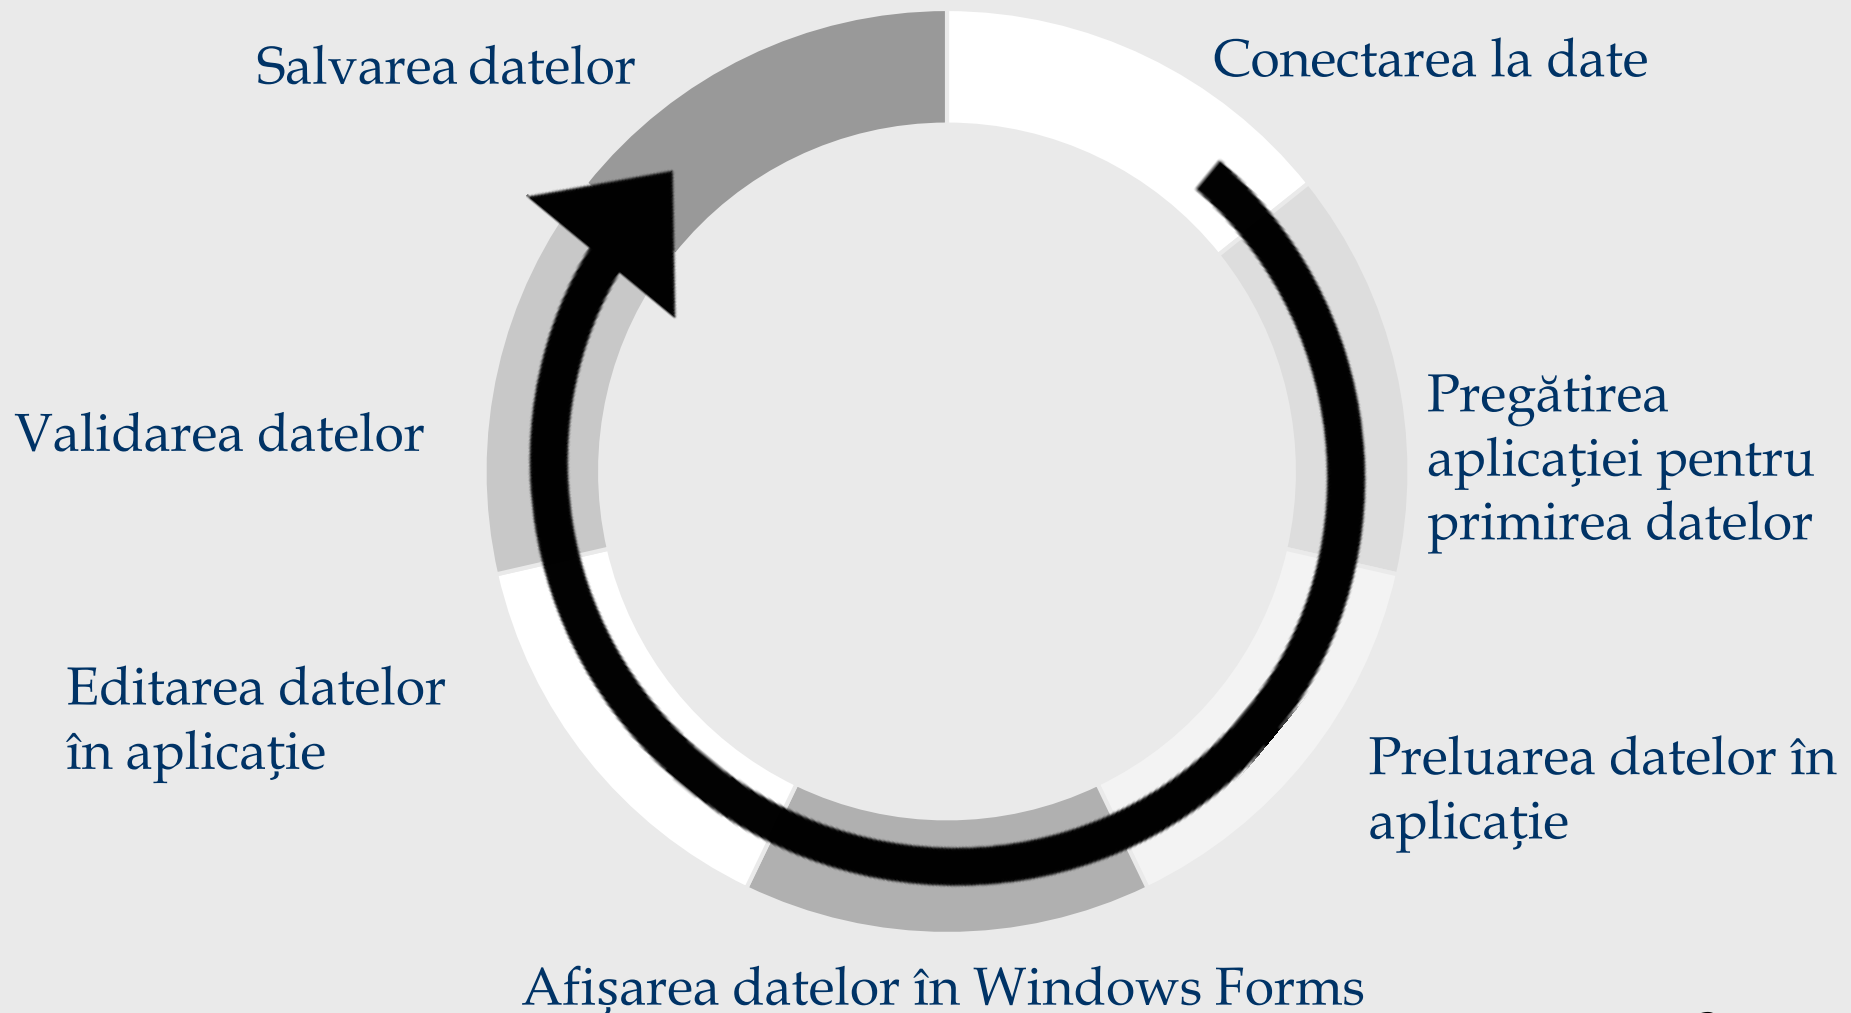 Salvarea datelor
Conectarea la date
Pregătirea
aplicației pentru
primirea datelor
Validarea datelor
Editarea datelor
în aplicație
Preluarea datelor în
aplicație
Afișarea datelor în Windows Forms